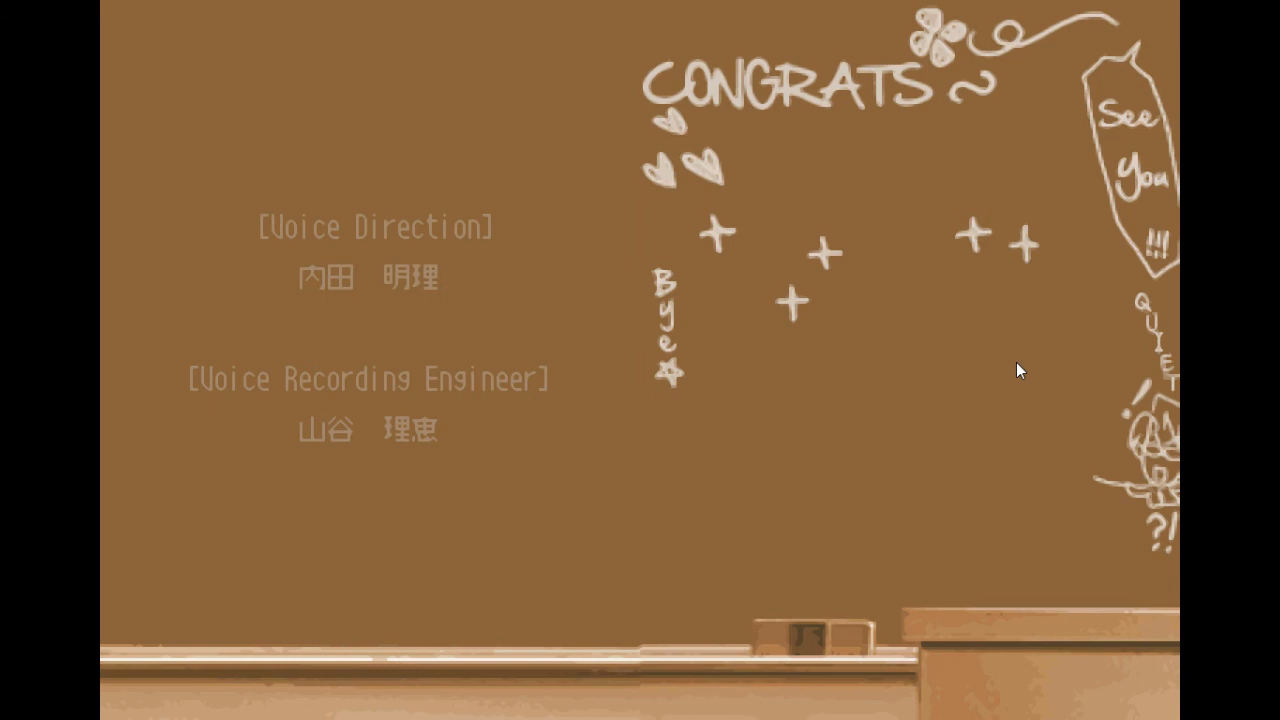 CONGRATS ~
See
You
!!!
[Voice Direction]
内田　明理
Bye☆
QUIET
[Voice Recording Engineer]
山谷　理恵
?!